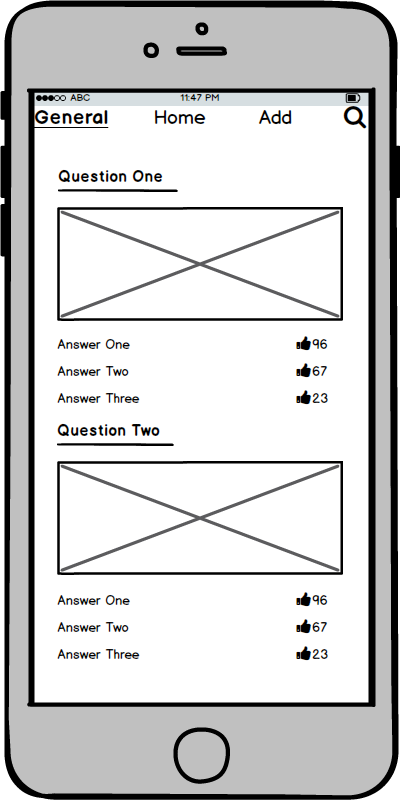 ABC 11:47 PM
General Home Add
Question One
Answer One 96
Answer Two 67
Answer Three 23
Question Two
Answer One 96
Answer Two 67
Answer Three 23